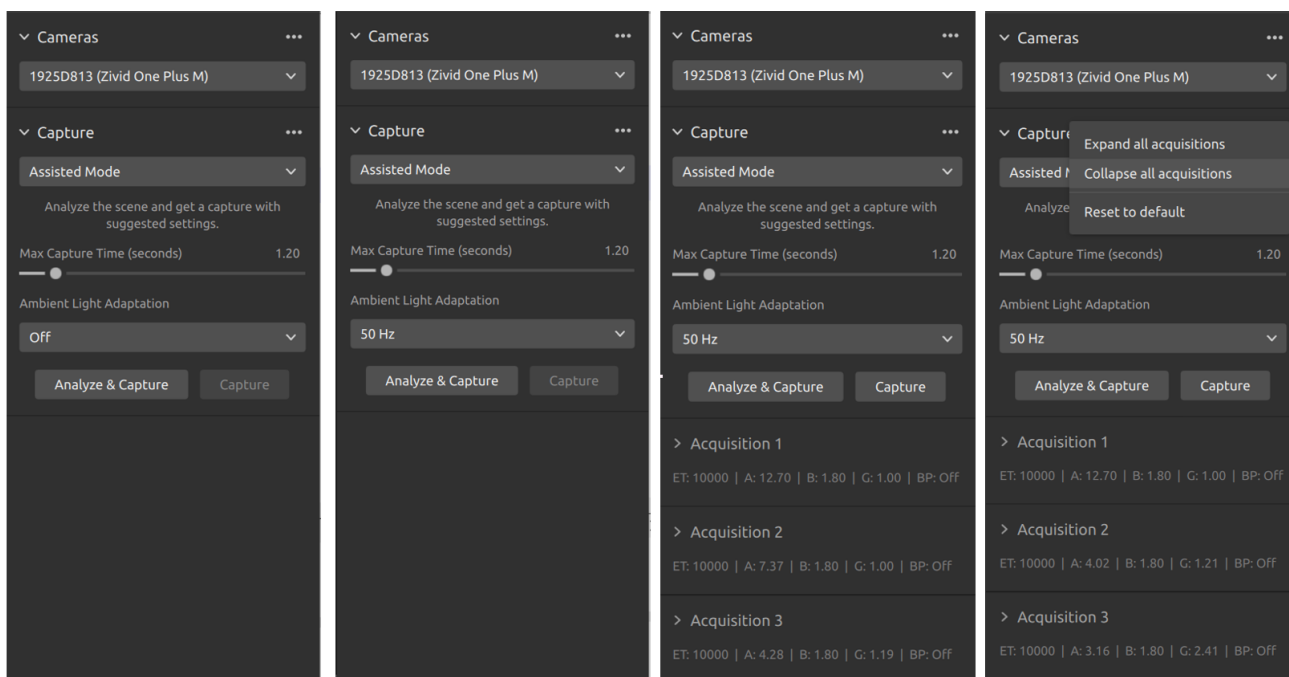 Cameras
1925D813 (Zivid One Plus M)
Capture
Assisted Mode
Analyze the scene and get a capture with
suggested settings.
Max Capture Time (seconds) 1.20
Ambient Light Adaptation
Off
Analyze & Capture Capture
Cameras
1925D813 (Zivid One Plus M)
Capture
Assisted Mode
Analyze the scene and get a capture with
suggested settings.
Max Capture Time (seconds) 1.20
Ambient Light Adaptation
50 Hz
Analyze & Capture Capture
Cameras
1925D813 (Zivid One Plus M)
Capture
Assisted Mode
Analyze the scene and get a capture with
suggested settings.
Max Capture Time (seconds) 1.20
Ambient Light Adaptation
50 Hz
Analyze & Capture Capture
Acquisition 1
ET: 10000 | A: 12.70 | B: 1.80 | G: 1.00 | BP: Off
Acquisition 2
ET: 10000 | A: 7.37 | B: 1.80 | G: 1.00 | BP: Off
Acquisition 3
ET: 10000 | A: 4.28 | B: 1.80 | G: 1.19 | BP: Off
Cameras
1925D813 (Zivid One Plus M)
Capture
Expand all acquisitions
Assisted
Collapse all acquisitions
Analyze
Reset to default
Max Capture Time (seconds) 1.20
Ambient Light Adaptation
50 Hz
Analyze & Capture Capture
Acquisition 1
ET: 10000 | A: 12.70 | B: 1.80 | G: 1.00 | BP: Off
Acquisition 2
ET: 10000 | A: 4.02 | B: 1.80 | G: 1.21 | BP: Off
Acquisition 3
ET: 10000 | A: 3.16 | B: 1.80 | G: 2.41 | BP: Off